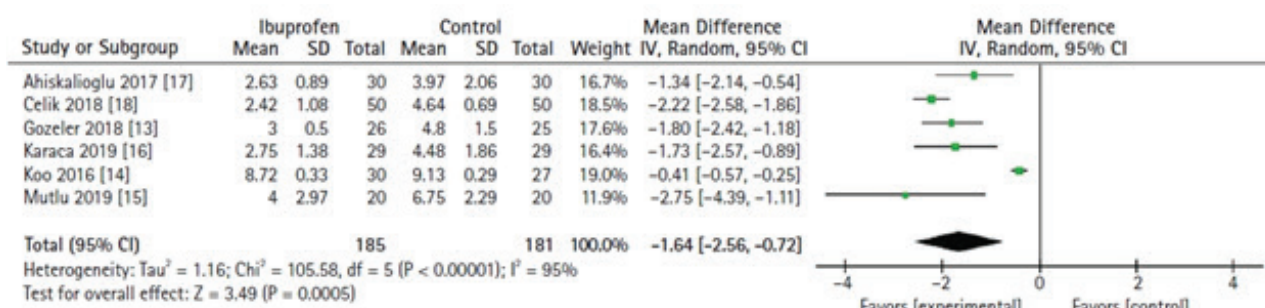 Ibuprofen Control Mean Difference Mean Difference
Study or Subgroup Mean SD Total Mean SD Total Weight IV, Random, 95% CI IV, Random, 95% CI
Ahiskalioglu 2017 [17] 2.63 0.89 30 3.97 2.06 30 16.7% −1.34 [−2.14, −0.54]
Celik 2018 [18] 2.42 1.08 50 4.64 0.69 50 18.5% −2.22 [−2.58, −1.86]
Gozeler 2018 [13] 3 0.5 26 4.8 1.5 25 17.6% −1.80 [−2.42, −1.18]
Karaca 2019 [16] 2.75 1.38 29 4.48 1.86 29 16.4% −1.73 [−2.57, −0.89]
Koo 2016 [14] 8.72 0.33 30 9.13 0.29 27 19.0% −0.41 [−0.57, −0.25]
Mutlu 2019 [15] 4 2.97 20 6.75 2.29 20 11.9% −2.75 [−4.39, −1.11]
Total (95% CI) 185 181 100.0% −1.64 [−2.56, −0.72]
Heterogeneity: Tau² = 1.16; Chi² = 105.58, df = 5 (P < 0.00001); I² = 95%
Test for overall effect: Z = 3.49 (P = 0.0005)
−4 −2 0 2 4
Favors [experimental] Favors [control]